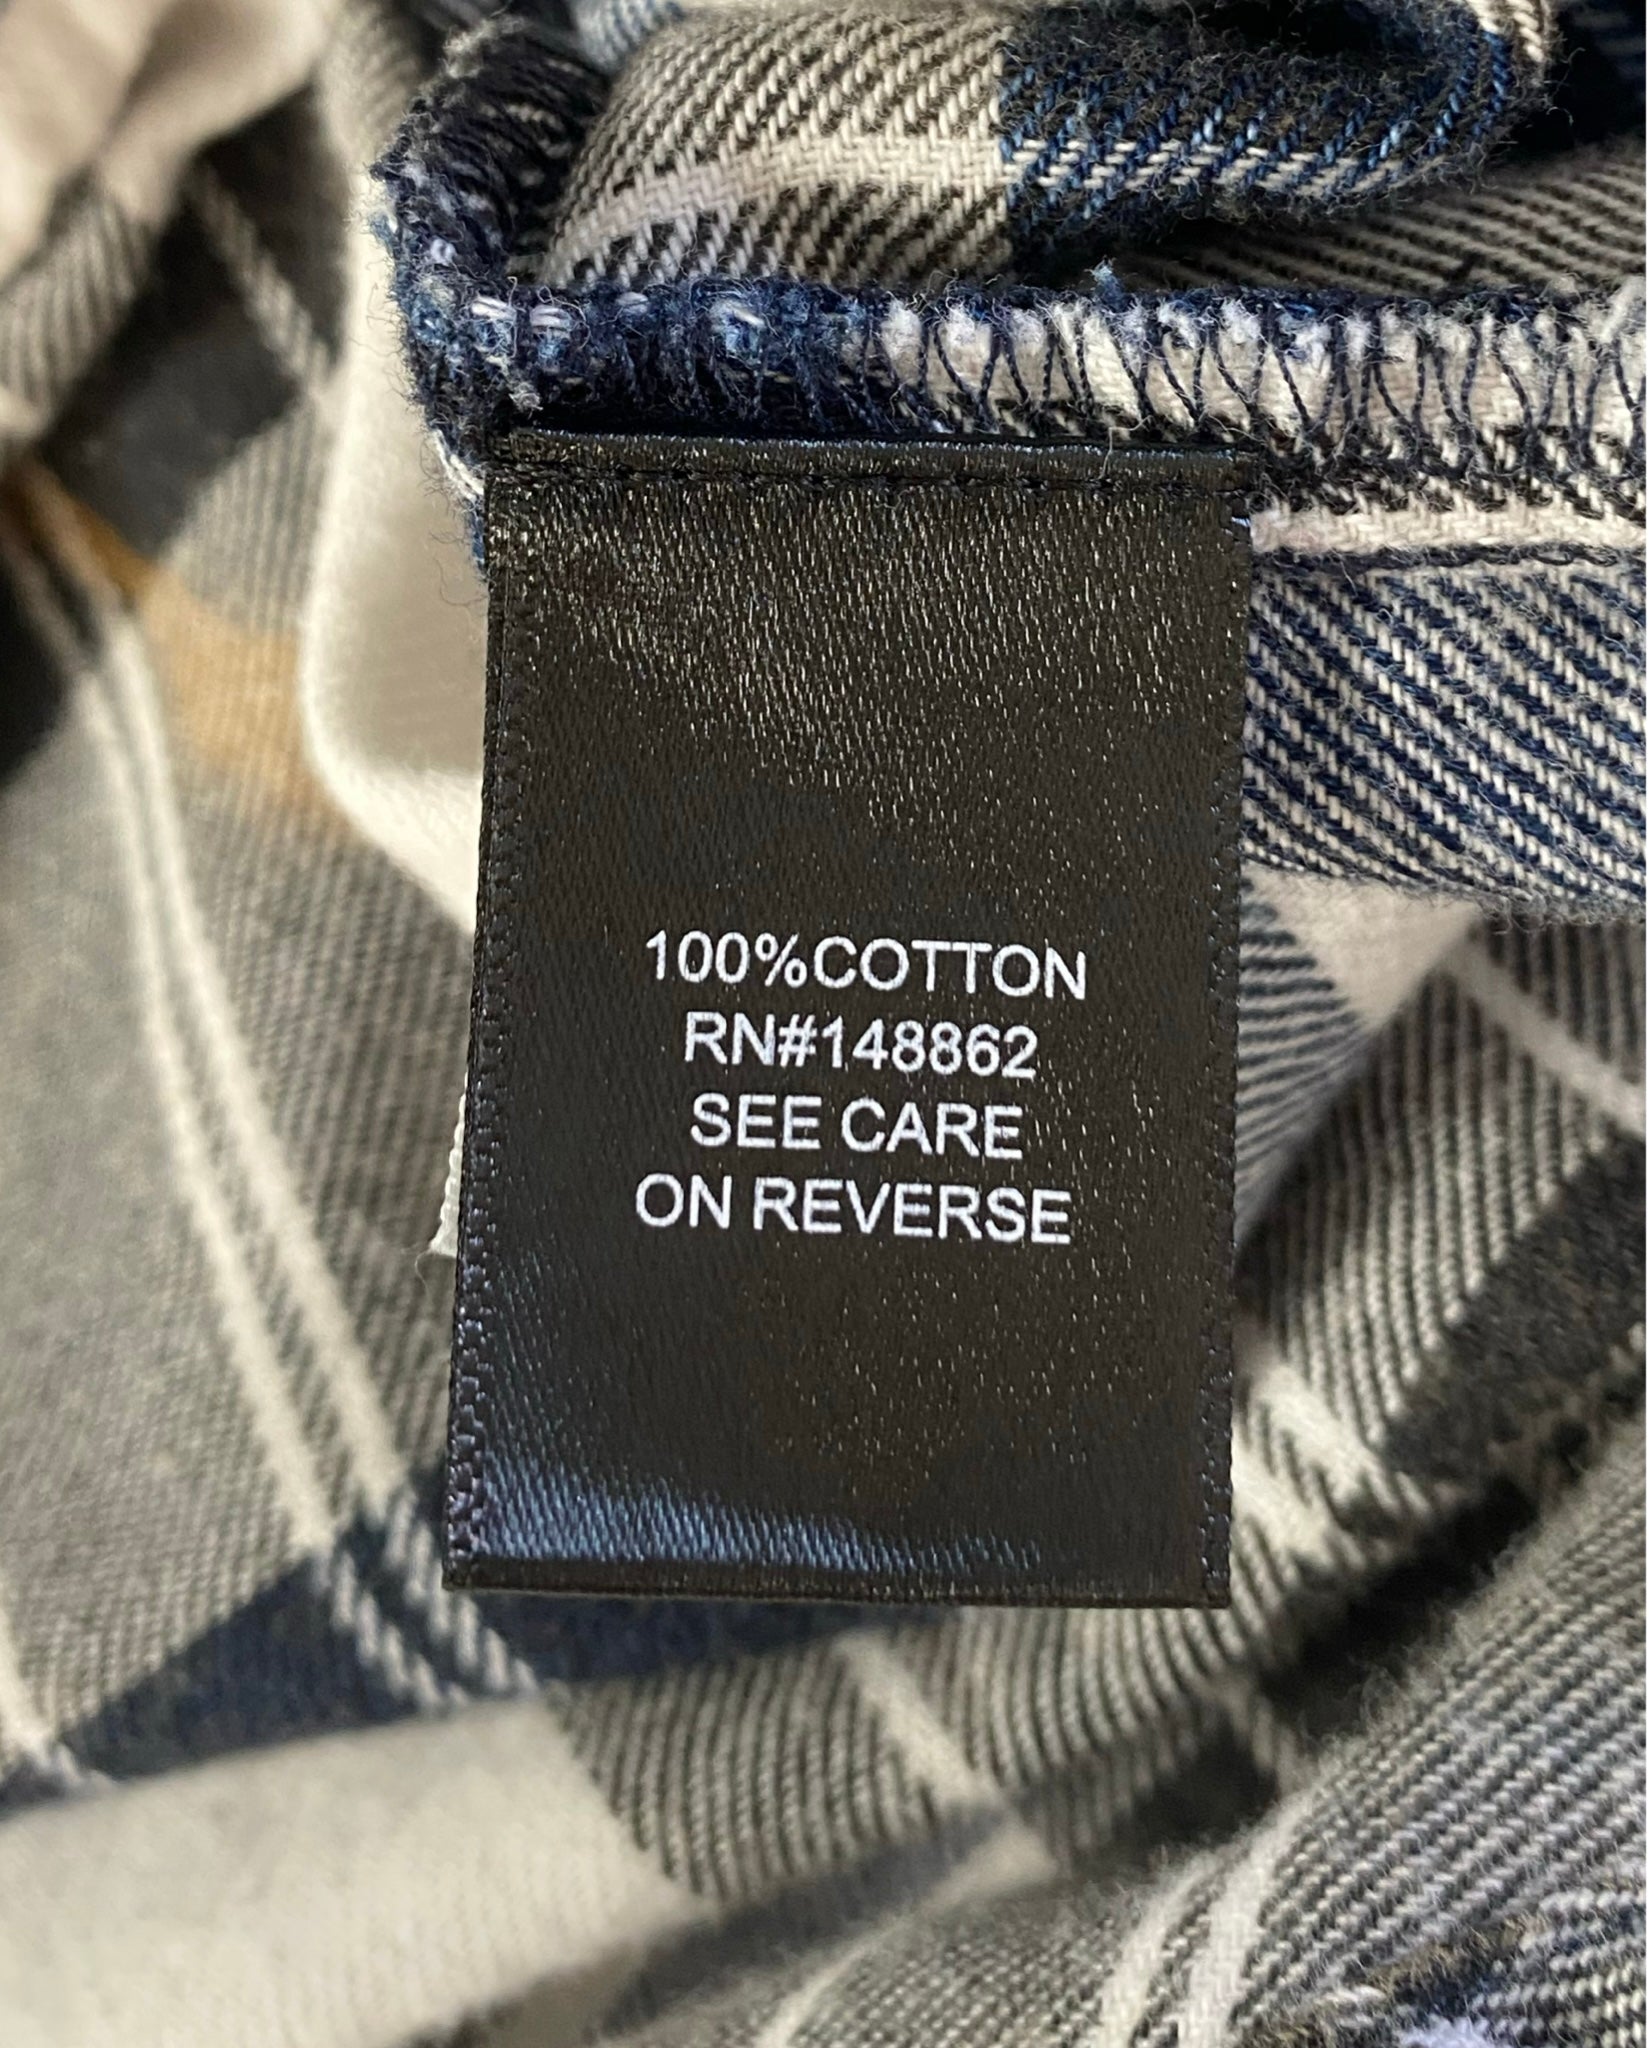 100%COTTON
RN#148862
SEE CARE
ON REVERSE